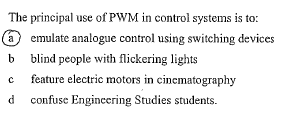 The principal use of PWM in control systems is to:
a emulate analogue control using switching devices
b blind people with flickering lights
c feature electric motors in cinematography
d confuse Engineering Studies students.